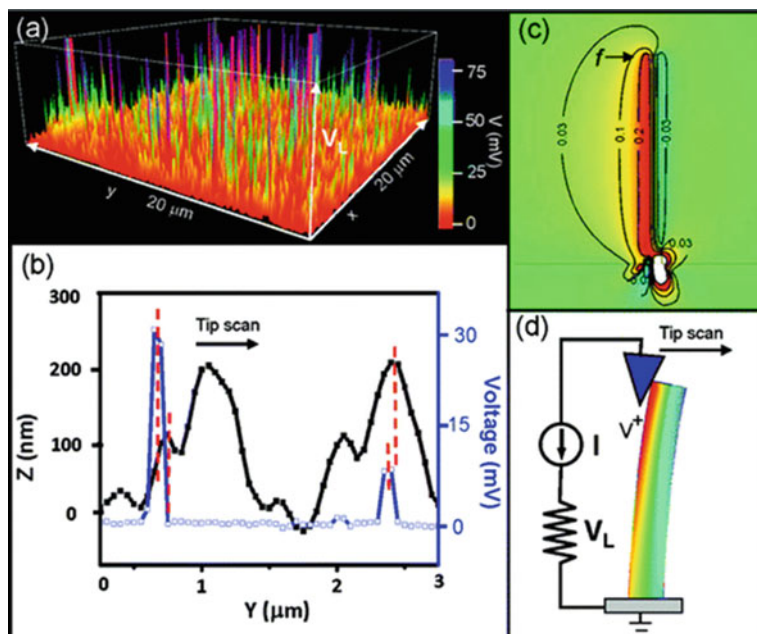 (a)
75
50
25
0
V (mV)
V_L
y
20 μm
x
20 μm
(b)
300
200
100
0
Z (nm)
Tip scan
30
15
0
Voltage (mV)
0
1
2
3
Y (μm)
(c)
f
0.03
0.1
0.2
-0.03
0.03
(d)
Tip scan
V⁺
I
V_L